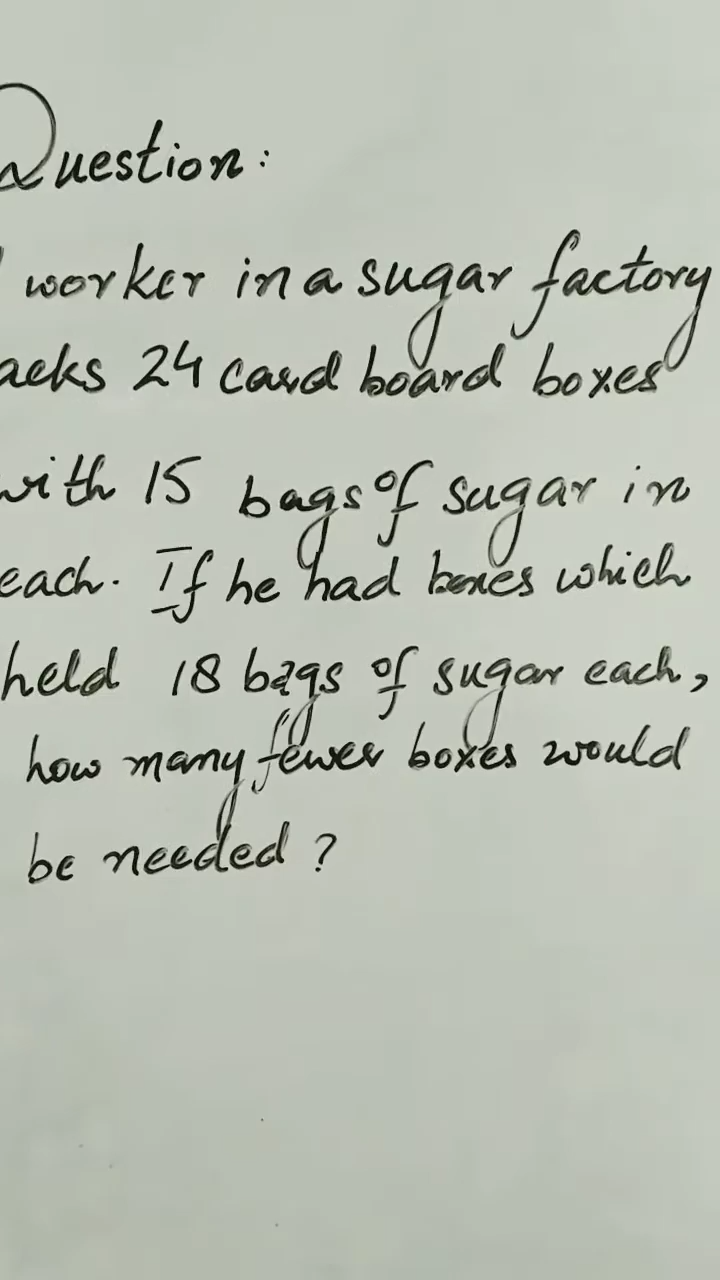 Question:
worker in a sugar factory
acks 24 card board boxes
with 15 bags of sugar in
each. If he had boxes which
held 18 bags of sugar each,
how many fewer boxes would
be needed?